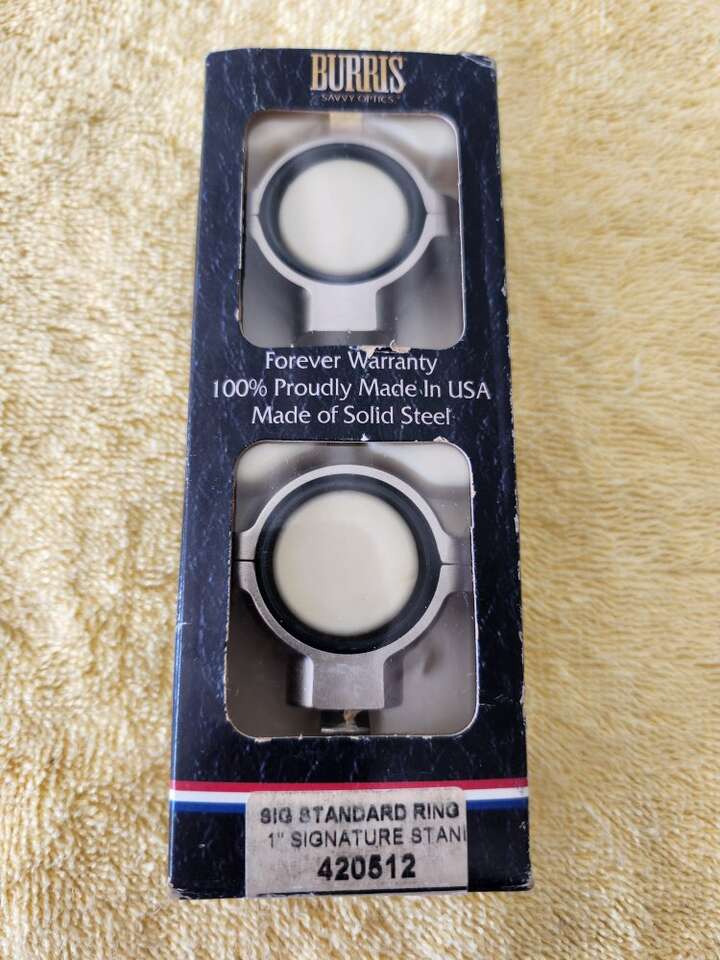 BURRIS
SAVVY OPTICS
Forever Warranty
100% Proudly Made In USA
Made of Solid Steel
SIG STANDARD RING
1" SIGNATURE STAN
420512